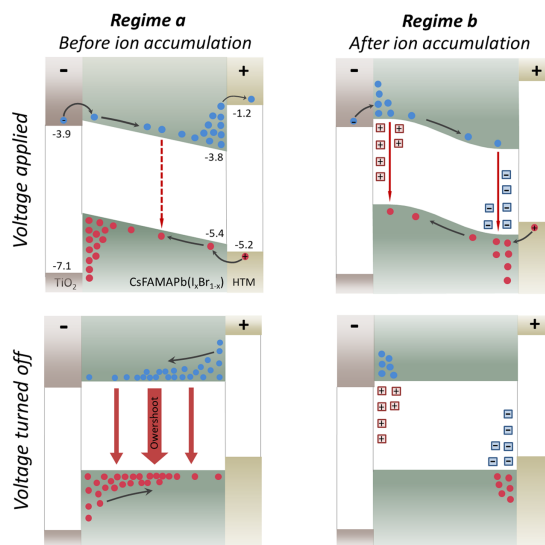 Regime a
Before ion accumulation
Regime b
After ion accumulation
Voltage applied
-
+
-3.9
-1.2
-3.8
-5.4
-5.2
-7.1
TiO2
CsFAMAPb(IxBr1-x)
HTM
-
+
Voltage turned off
-
+
Owershoot
-
+